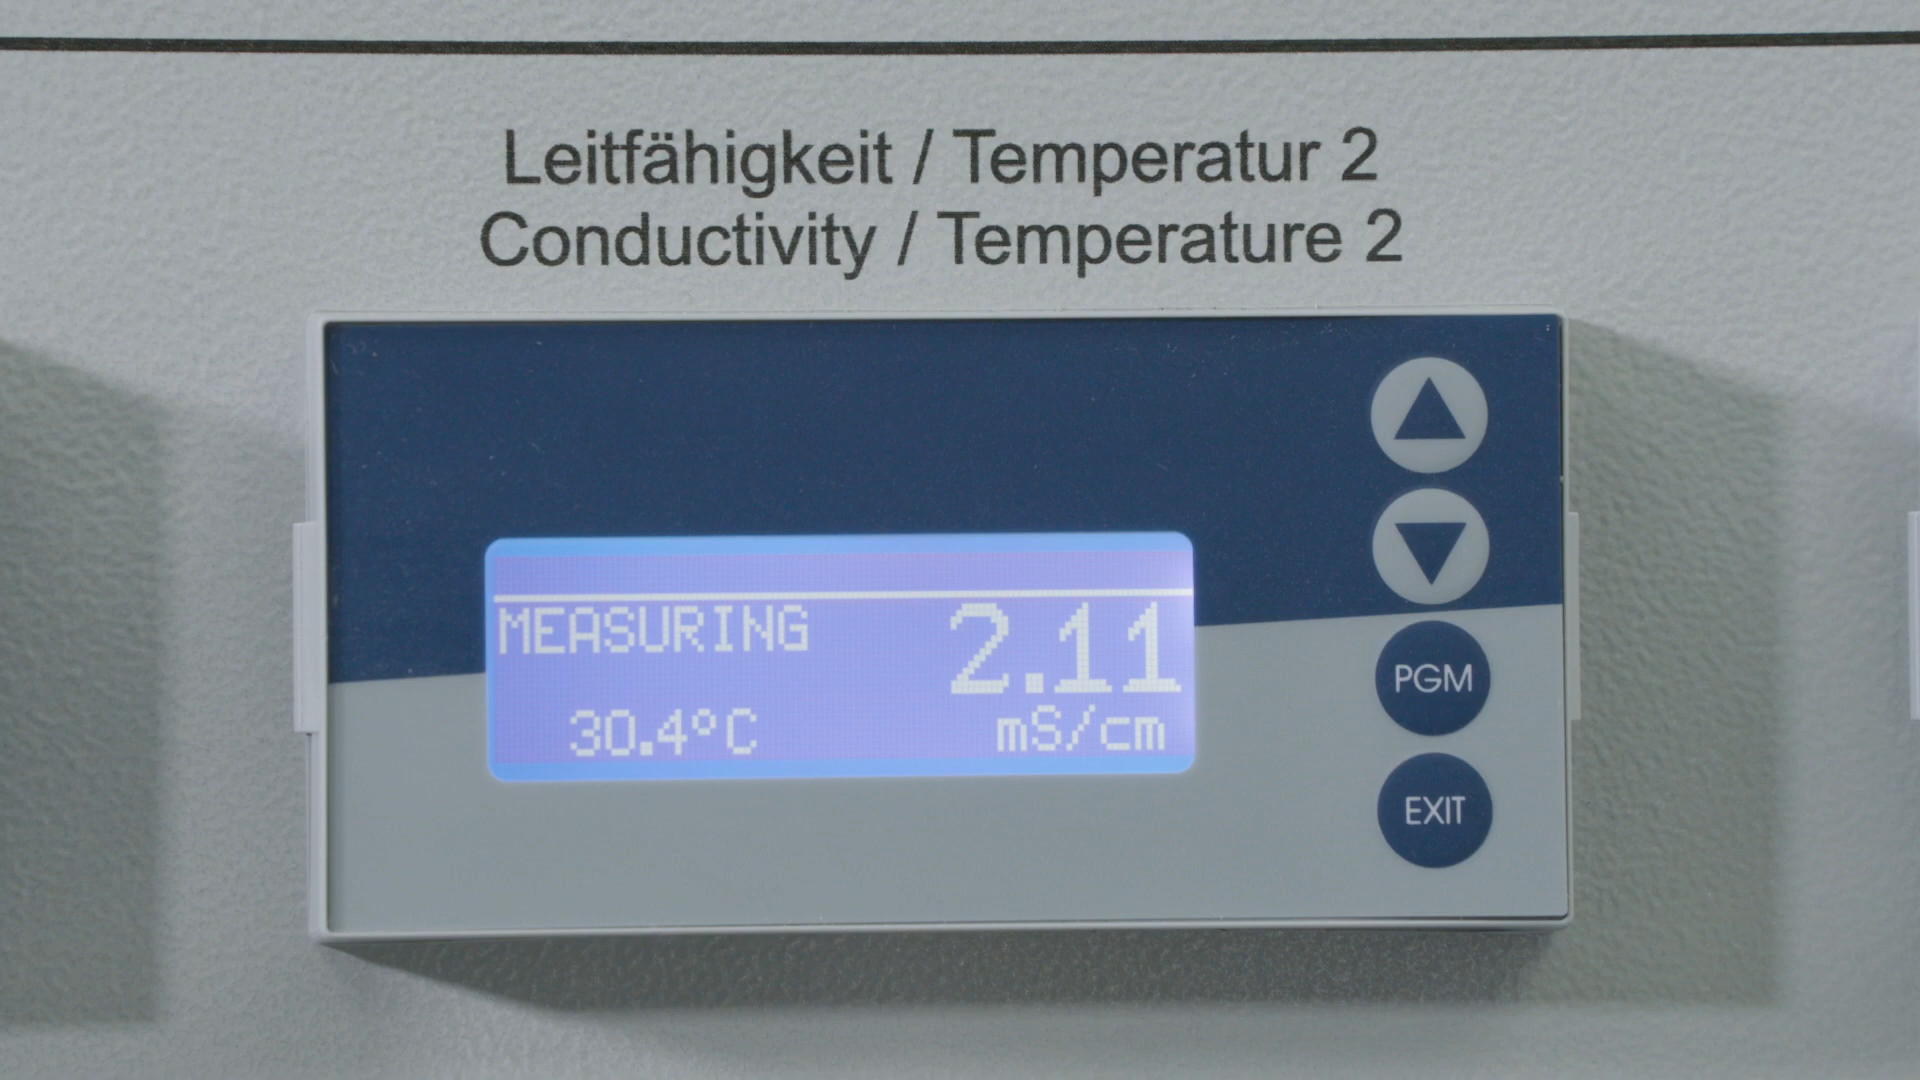 Leitfähigkeit / Temperatur 2
Conductivity / Temperature 2
MEASURING 2.11
30.4°C mS/cm
PGM
EXIT